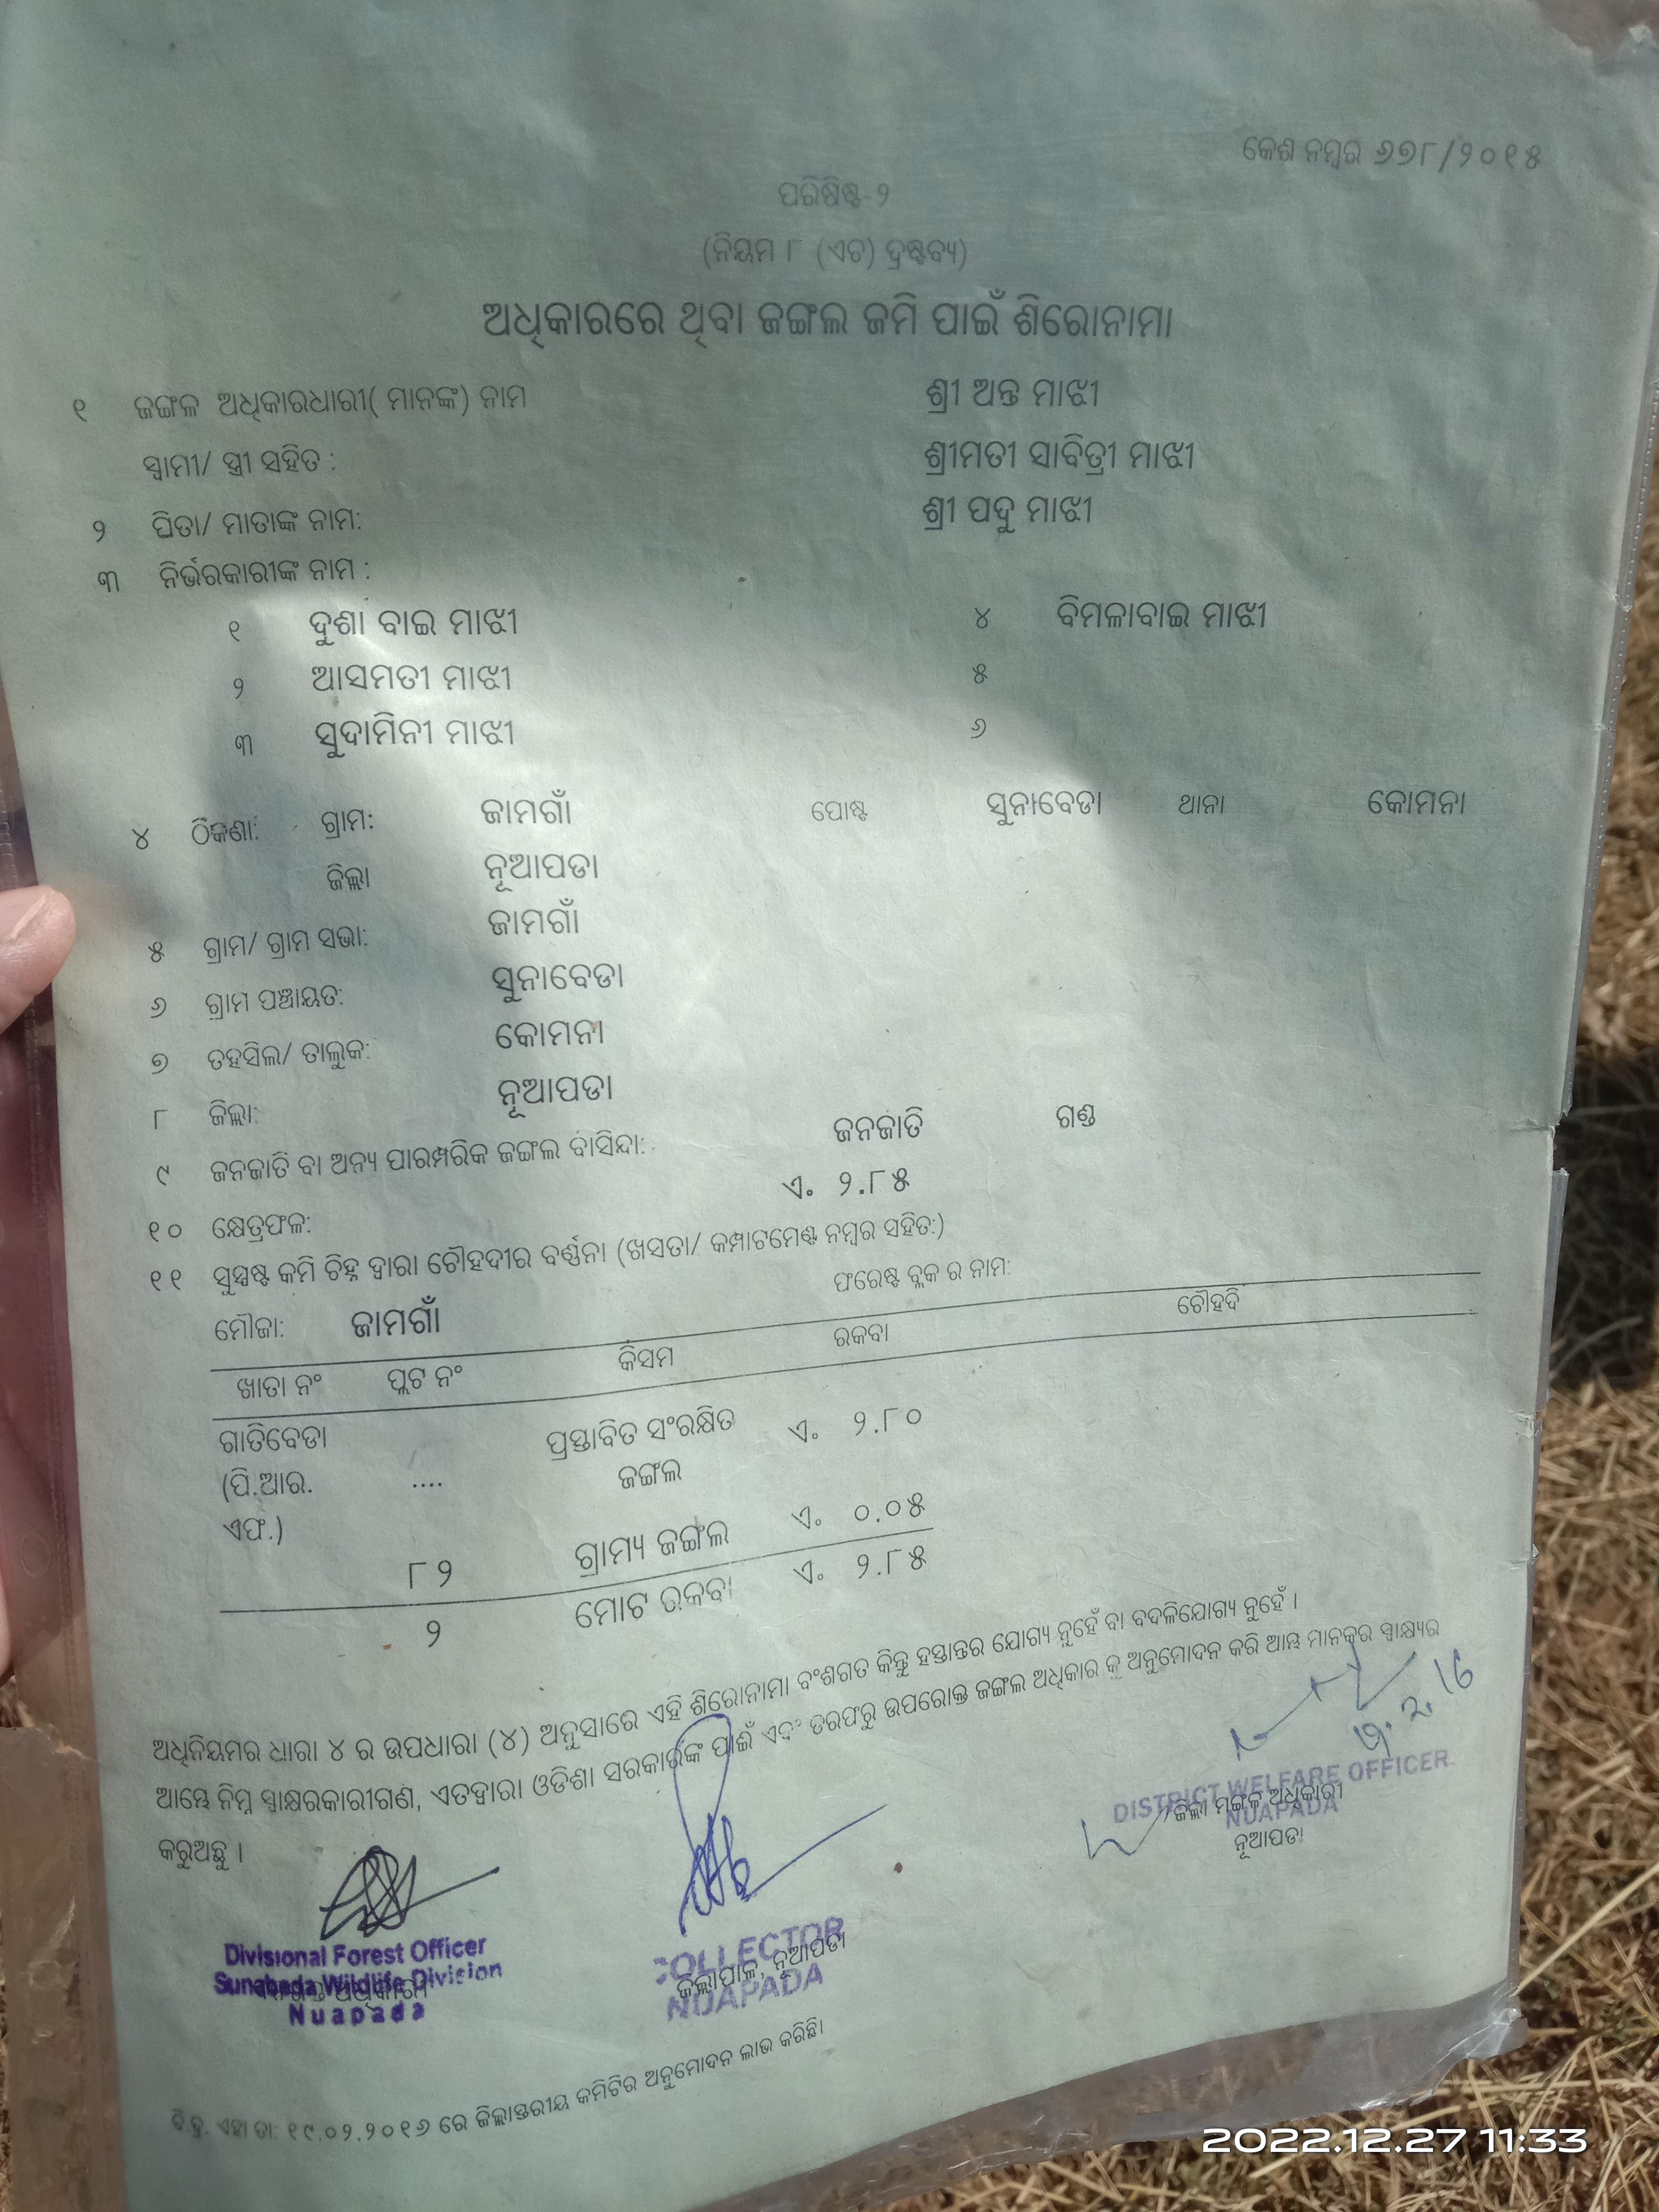 କେଶ ନମ୍ବର ୬୭୮/୨୦୧୫
ପରିଷିଷ୍ଟ-୨
(ନିୟମ ୮ (ଏଚ) ଦ୍ରଷ୍ଟବ୍ୟ)
ଅଧିକାରରେ ଥିବା ଜଙ୍ଗଲ ଜମି ପାଇଁ ଶିରୋନାମା
୧ ଜଙ୍ଗଳ ଅଧିକାରଧାରୀ( ମାନଙ୍କ) ନାମ ଶ୍ରୀ ଅନ୍ତ ମାଝୀ
ସ୍ୱାମୀ/ ସ୍ତ୍ରୀ ସହିତ : ଶ୍ରୀମତୀ ସାବିତ୍ରୀ ମାଝୀ
୨ ପିତା/ ମାତାଙ୍କ ନାମ: ଶ୍ରୀ ପଦୁ ମାଝୀ
୩ ନିର୍ଭରକାରୀଙ୍କ ନାମ :
୧ ଦୁଶା ବାଇ ମାଝୀ ୪ ବିମଳାବାଇ ମାଝୀ
୨ ଆସମତୀ ମାଝୀ ୫
୩ ସୁଦାମିନୀ ମାଝୀ ୬
୪ ଠିକଣା: ଗ୍ରାମ: ଜାମଗାଁ ପୋଷ୍ଟ ସୁନାବେଡା ଥାନା କୋମନା
ଜିଲ୍ଲା ନୂଆପଡା
୫ ଗ୍ରାମ/ ଗ୍ରାମ ସଭା: ଜାମଗାଁ
୬ ଗ୍ରାମ ପଞ୍ଚାୟତ: ସୁନାବେଡା
୭ ତହସିଲ/ ତାଲୁକ: କୋମନା
୮ ଜିଲ୍ଲା: ନୂଆପଡା
୯ ଜନଜାତି ବା ଅନ୍ୟ ପାରମ୍ପରିକ ଜଙ୍ଗଲ ବାସିନ୍ଦା: ଜନଜାତି ଗଣ୍ଡ
୧୦ କ୍ଷେତ୍ରଫଳ: ଏ. ୨.୮୫
୧୧ ସୁସ୍ପଷ୍ଟ କମି ଚିହ୍ନ ଦ୍ୱାରା ଚୌହଦୀର ବର୍ଣ୍ଣନା (ଖସଡା/ କମ୍ପାଟମେଣ୍ଟ ନମ୍ବର ସହିତ:)
ମୌଜା: ଜାମଗାଁ ଫରେଷ୍ଟ ବ୍ଲକ ର ନାମ:
ଖାତା ନଂ ପ୍ଲଟ ନଂ କିସମ ରକବା ଚୌହଦି
ଗାତିବେଡା ପ୍ରସ୍ତାବିତ ସଂରକ୍ଷିତ ଏ. ୨.୮୦
(ପି.ଆର. .... ଜଙ୍ଗଲ
ଏଫ.)
୮୨ ଗ୍ରାମ୍ୟ ଜଙ୍ଗଲ ଏ. ୦.୦୫
୨ ମୋଟ ରକବା ଏ. ୨.୮୫
ଅଧିନିୟମର ଧାରା ୪ ର ଉପଧାରା (୪) ଅନୁସାରେ ଏହି ଶିରୋନାମା ବଂଶଗତ କିନ୍ତୁ ହସ୍ତାନ୍ତର ଯୋଗ୍ୟ ନୁହେଁ ବା ବଦଳିଯୋଗ୍ୟ ନୁହେଁ ।
ଆମ୍ଭେ ନିମ୍ନ ସ୍ୱାକ୍ଷରକାରୀଗଣ, ଏତଦ୍ୱାରା ଓଡିଶା ସରକାରଙ୍କ ପାଇଁ ଏବଂ ତରଫରୁ ଉପରୋକ୍ତ ଜଙ୍ଗଲ ଅଧିକାର କୁ ଅନୁମୋଦନ କରି ଆମ୍ଭ ମାନଙ୍କର ସ୍ୱାକ୍ଷର
କରୁଅଛୁ ।
DISTRICT WELFARE OFFICER
ଜିଲ୍ଲା ମଙ୍ଗଳ ଅଧିକାରୀ
NUAPADA
ନୂଆପଡା
Divisional Forest Officer
Sunabada Wildlife Division
Nuapada
COLLECTOR
ଜିଲ୍ଲାପାଳ, ନୂଆପଡା
NUAPADA
ବି.ଦ୍ର. ଏହା ତା: ୧୯.୦୨.୨୦୧୬ ରେ ଜିଲ୍ଲାସ୍ତରୀୟ କମିଟିର ଅନୁମୋଦନ ଲାଭ କରିଛି।
2022.12.27 11:33